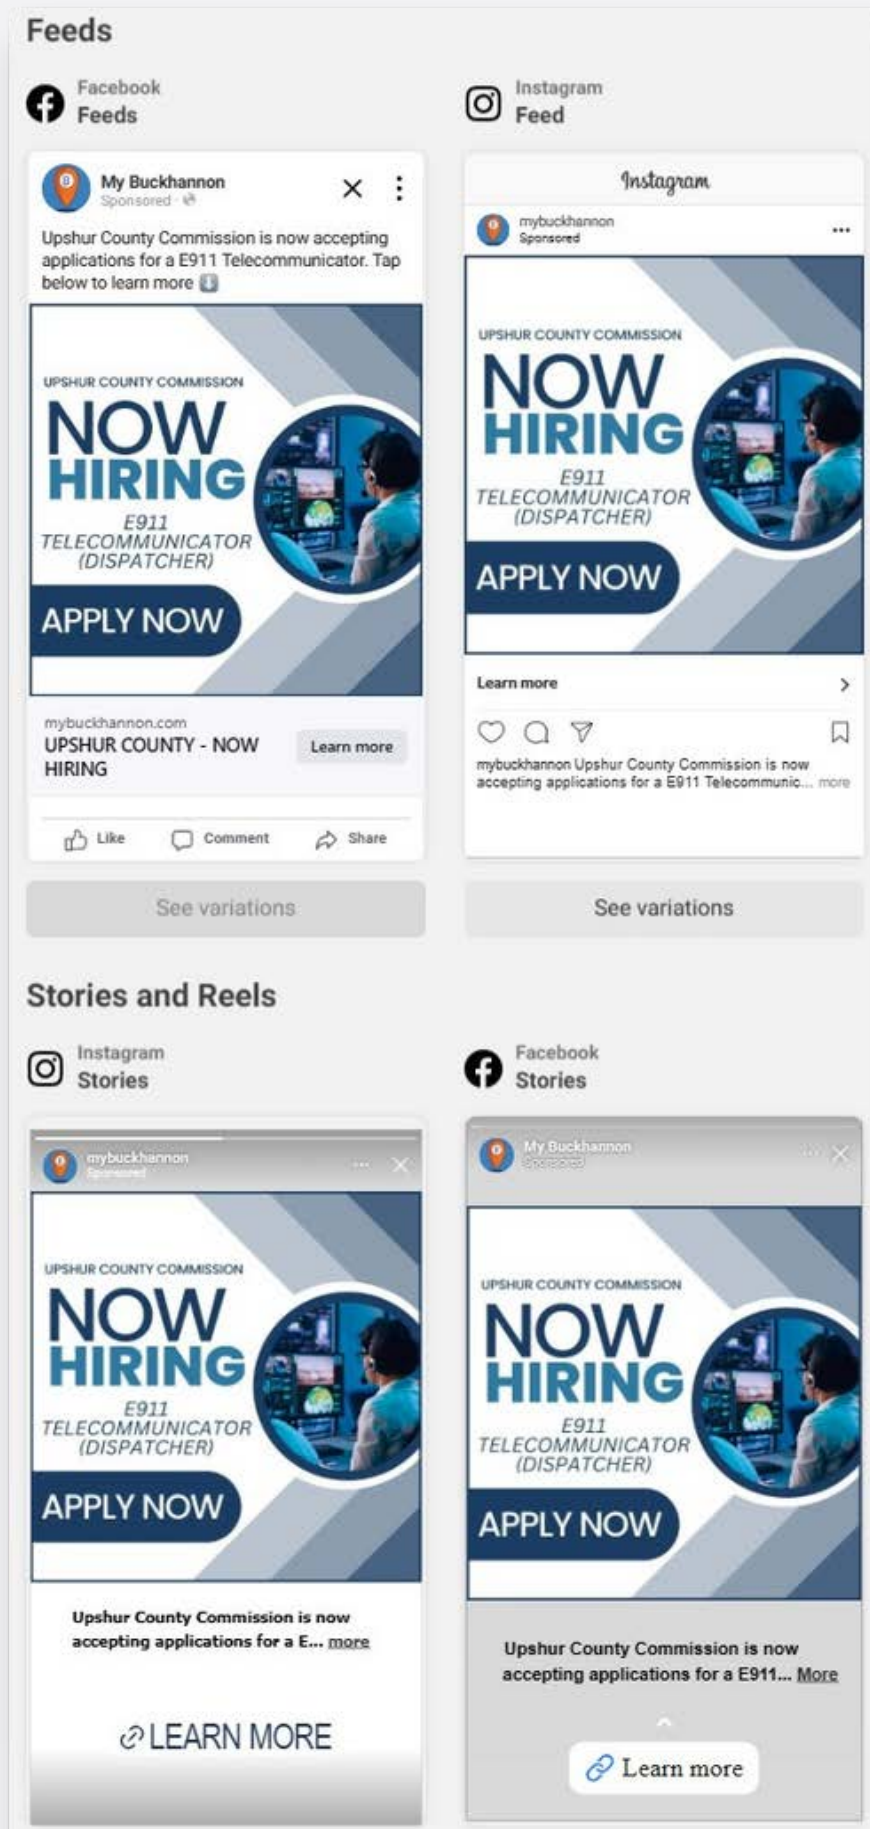 Feeds
Facebook
Feeds
My Buckhannon
Sponsored
Upshur County Commission is now accepting
applications for a E911 Telecommunicator. Tap
below to learn more
UPSHUR COUNTY COMMISSION
NOW
HIRING
E911
TELECOMMUNICATOR
(DISPATCHER)
APPLY NOW
mybuckhannon.com
UPSHUR COUNTY - NOW
HIRING
Learn more
Like
Comment
Share
See variations
Instagram
Feed
Instagram
mybuckhannon
Sponsored
UPSHUR COUNTY COMMISSION
NOW
HIRING
E911
TELECOMMUNICATOR
(DISPATCHER)
APPLY NOW
Learn more
mybuckhannon Upshur County Commission is now
accepting applications for a E911 Telecommunic... more
See variations
Stories and Reels
Instagram
Stories
mybuckhannon
Sponsored
UPSHUR COUNTY COMMISSION
NOW
HIRING
E911
TELECOMMUNICATOR
(DISPATCHER)
APPLY NOW
Upshur County Commission is now
accepting applications for a E... more
LEARN MORE
Facebook
Stories
My Buckhannon
Sponsored
UPSHUR COUNTY COMMISSION
NOW
HIRING
E911
TELECOMMUNICATOR
(DISPATCHER)
APPLY NOW
Upshur County Commission is now
accepting applications for a E911... More
Learn more